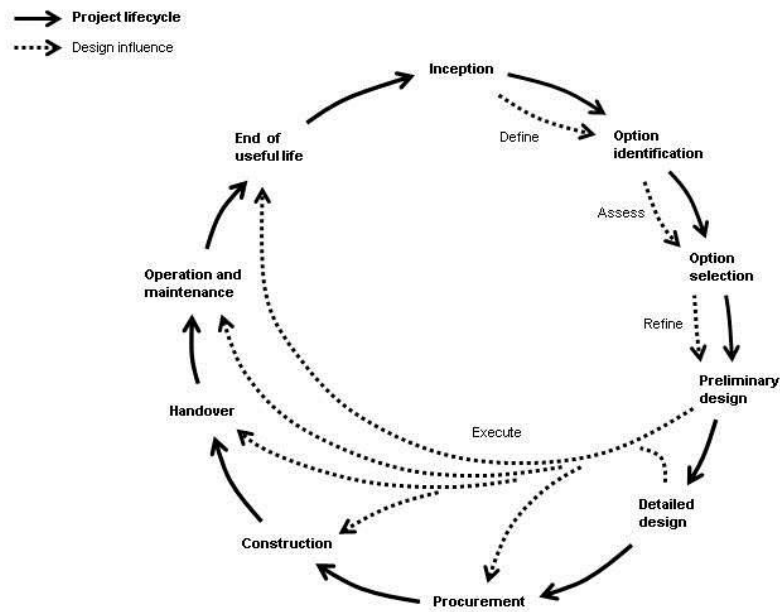 Project lifecycle
Design influence
Inception
Define
Option
identification
Assess
Option
selection
Refine
Preliminary
design
Execute
Detailed
design
Procurement
Construction
Handover
Operation and
maintenance
End of
useful life